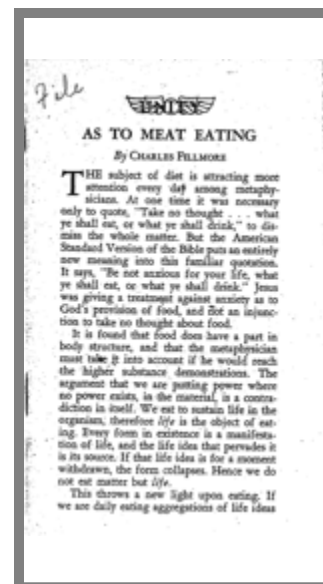 File
UNITY
AS TO MEAT EATING
By CHARLES FILLMORE
THE subject of diet is attracting more
attention every day among metaphy-
sicians. At one time it was necessary
only to quote, "Take no thought . . . what
ye shall eat, or what ye shall drink," to dis-
miss the whole matter. But the American
Standard Version of the Bible puts an entirely
new meaning into this familiar quotation.
It says, "Be not anxious for your life, what
ye shall eat, or what ye shall drink." Jesus
was giving a treatment against anxiety as to
God's provision of food, and not an injunc-
tion to take no thought about food.
It is found that food does have a part in
body structure, and that the metaphysician
must take it into account if he would reach
the higher substance demonstrations. The
argument that we are putting power where
no power exists, in the material, is a contra-
diction in itself. We eat to sustain life in the
organism, therefore life is the object of eat-
ing. Every form in existence is a manifesta-
tion of life, and the life idea that pervades it
is its source. If that life idea is for a moment
withdrawn, the form collapses. Hence we do
not eat matter but life.
This throws a new light upon eating. If
we are daily eating aggregations of life ideas